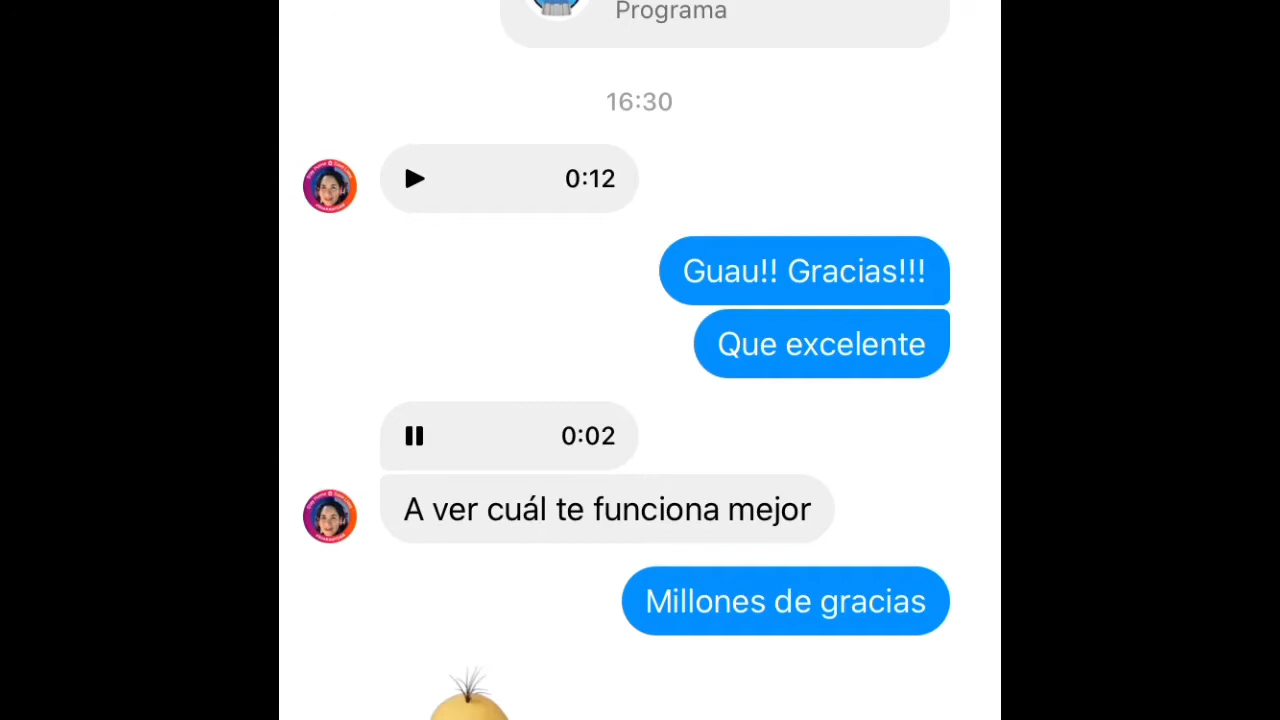 Programa
16:30
0:12
Guau!! Gracias!!!
Que excelente
0:02
A ver cuál te funciona mejor
Millones de gracias